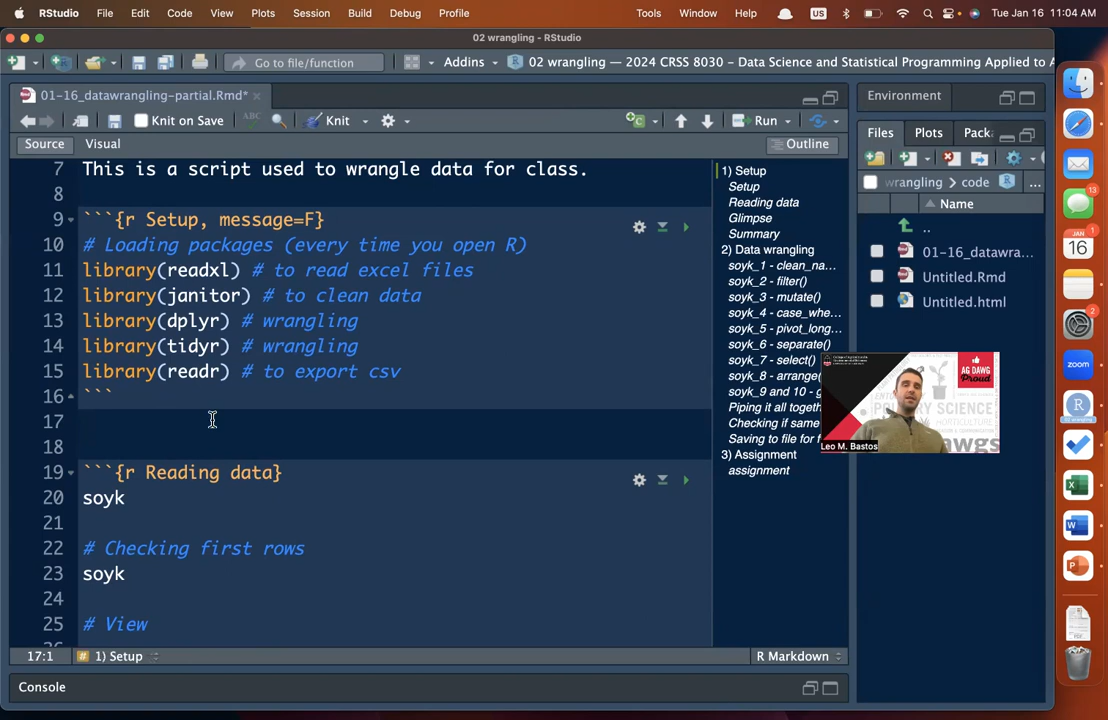 RStudio File Edit Code View Plots Session Build Debug Profile Tools Window Help US Tue Jan 16 11:04 AM
02 wrangling - RStudio
Go to file/function Addins 02 wrangling — 2024 CRSS 8030 - Data Science and Statistical Programming Applied to A
01-16_datawrangling-partial.Rmd*
Knit on Save ABC Knit Run
Source Visual Outline
7 This is a script used to wrangle data for class.
8
9 ```{r Setup, message=F}
10 # Loading packages (every time you open R)
11 library(readxl) # to read excel files
12 library(janitor) # to clean data
13 library(dplyr) # wrangling
14 library(tidyr) # wrangling
15 library(readr) # to export csv
16 ```
17
18
19 ```{r Reading data}
20 soyk
21
22 # Checking first rows
23 soyk
24
25 # View
17:1 # 1) Setup R Markdown
Console
1) Setup
Setup
Reading data
Glimpse
Summary
2) Data wrangling
soyk_1 - clean_na...
soyk_2 - filter()
soyk_3 - mutate()
soyk_4 - case_whe...
soyk_5 - pivot_long...
soyk_6 - separate()
soyk_7 - select()
soyk_8 - arrange(
soyk_9 and 10 - g
Piping it all togeth
Checking if same
Saving to file for f
3) Assignment
assignment
Environment
Files Plots Packa
wrangling > code R ...
Name
..
01-16_datawra...
Untitled.Rmd
Untitled.html
AG DAWG
Proud
Leo M. Bastos
13
JAN
16
2
zoom